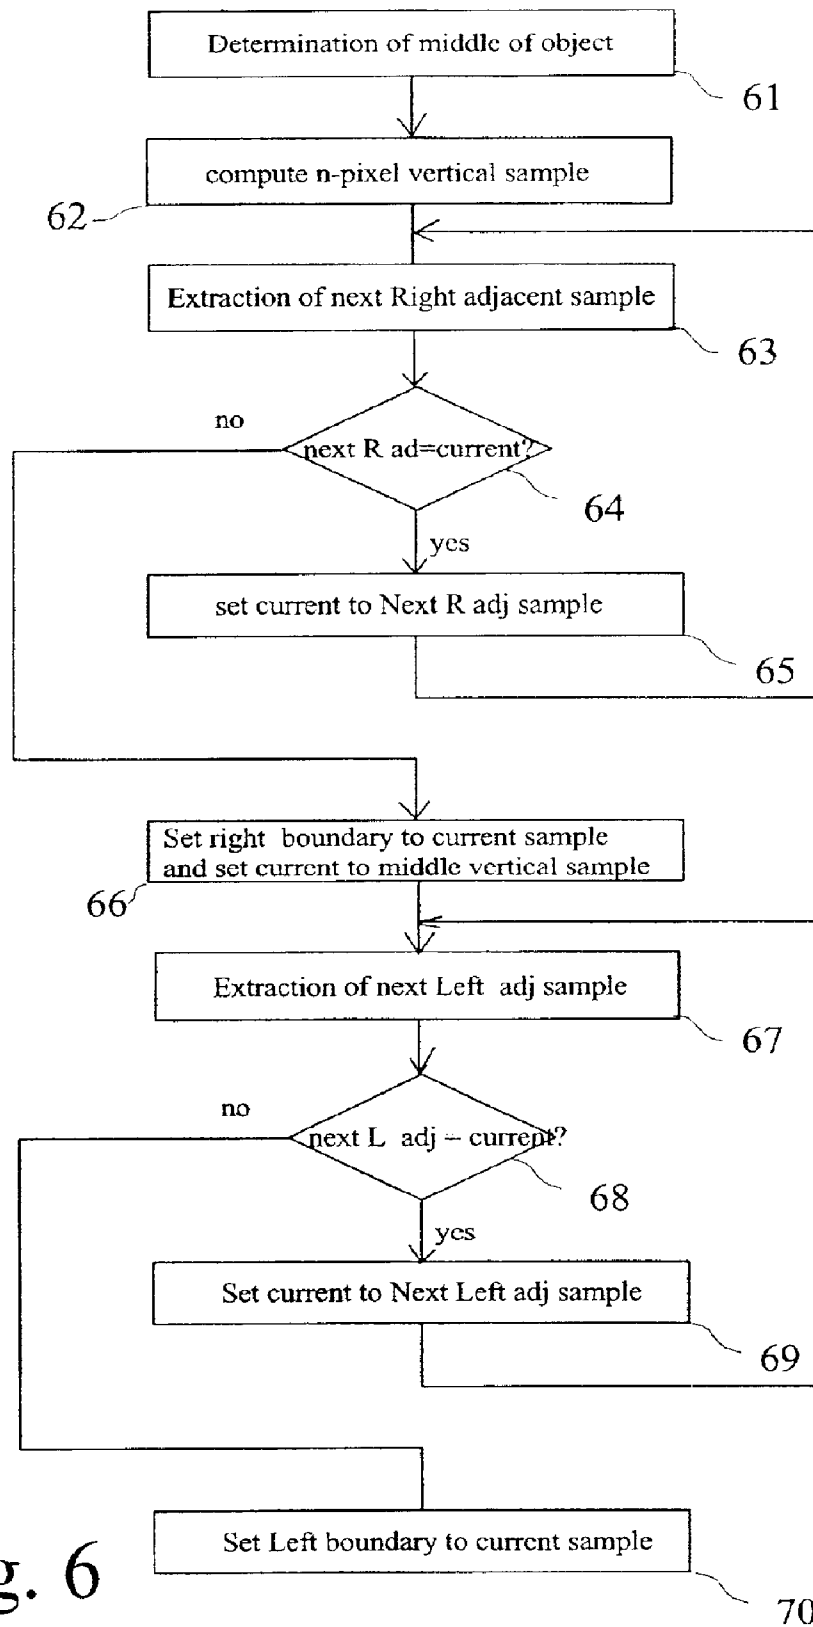 Determination of middle of object
61
compute n-pixel vertical sample
62
Extraction of next Right adjacent sample
63
no
next R ad=current?
64
yes
set current to Next R adj sample
65
Set right boundary to current sample
and set current to middle vertical sample
66
Extraction of next Left adj sample
67
no
next L adj = current?
68
yes
Set current to Next Left adj sample
69
Set Left boundary to current sample
g. 6
70